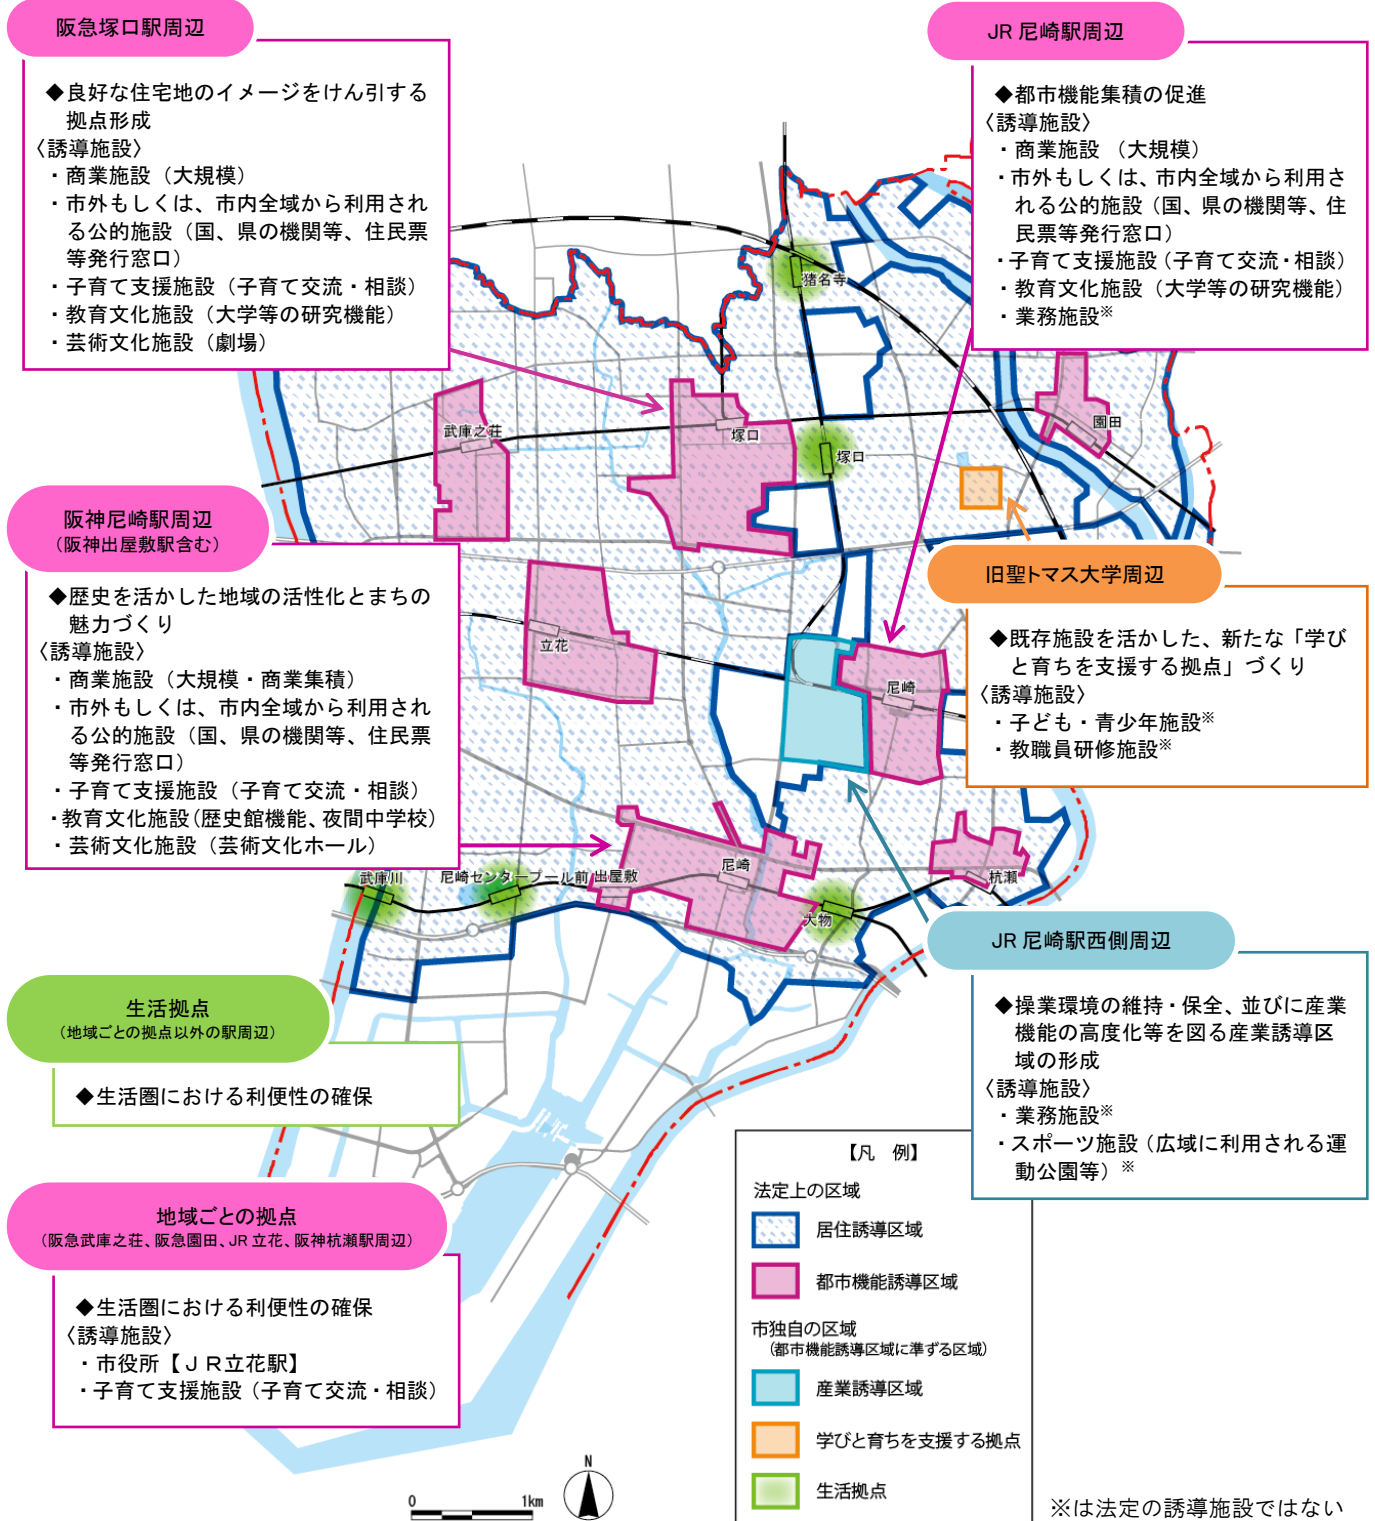 阪急塚口駅周辺
◆良好な住宅地のイメージをけん引する
拠点形成
〈誘導施設〉
・商業施設（大規模）
・市外もしくは、市内全域から利用され
る公的施設（国、県の機関等、住民票
等発行窓口）
・子育て支援施設（子育て交流・相談）
・教育文化施設（大学等の研究機能）
・芸術文化施設（劇場）
JR 尼崎駅周辺
◆都市機能集積の促進
〈誘導施設〉
・商業施設 （大規模）
・市外もしくは、市内全域から利用さ
れる公的施設（国、県の機関等、住
民票等発行窓口）
・子育て支援施設（子育て交流・相談）
・教育文化施設（大学等の研究機能）
・業務施設※
猪名寺
武庫之荘
塚口
塚口
園田
阪神尼崎駅周辺
（阪神出屋敷駅含む）
◆歴史を活かした地域の活性化とまちの
魅力づくり
〈誘導施設〉
・商業施設（大規模・商業集積）
・市外もしくは、市内全域から利用され
る公的施設（国、県の機関等、住民票
等発行窓口）
・子育て支援施設（子育て交流・相談）
・教育文化施設（歴史館機能、夜間中学校）
・芸術文化施設（芸術文化ホール）
旧聖トマス大学周辺
◆既存施設を活かした、新たな「学び
と育ちを支援する拠点」づくり
〈誘導施設〉
・子ども・青少年施設※
・教職員研修施設※
立花
尼崎
武庫川
尼崎センタープール前
出屋敷
尼崎
大物
杭瀬
JR 尼崎駅西側周辺
◆操業環境の維持・保全、並びに産業
機能の高度化等を図る産業誘導区
域の形成
〈誘導施設〉
・業務施設※
・スポーツ施設（広域に利用される運
動公園等）※
生活拠点
（地域ごとの拠点以外の駅周辺）
◆生活圏における利便性の確保
地域ごとの拠点
（阪急武庫之荘、阪急園田、JR 立花、阪神杭瀬駅周辺）
◆生活圏における利便性の確保
〈誘導施設〉
・市役所【ＪＲ立花駅】
・子育て支援施設（子育て交流・相談）
【凡　例】
法定上の区域
居住誘導区域
都市機能誘導区域
市独自の区域
（都市機能誘導区域に準ずる区域）
産業誘導区域
学びと育ちを支援する拠点
生活拠点
N
0 1km
※は法定の誘導施設ではない